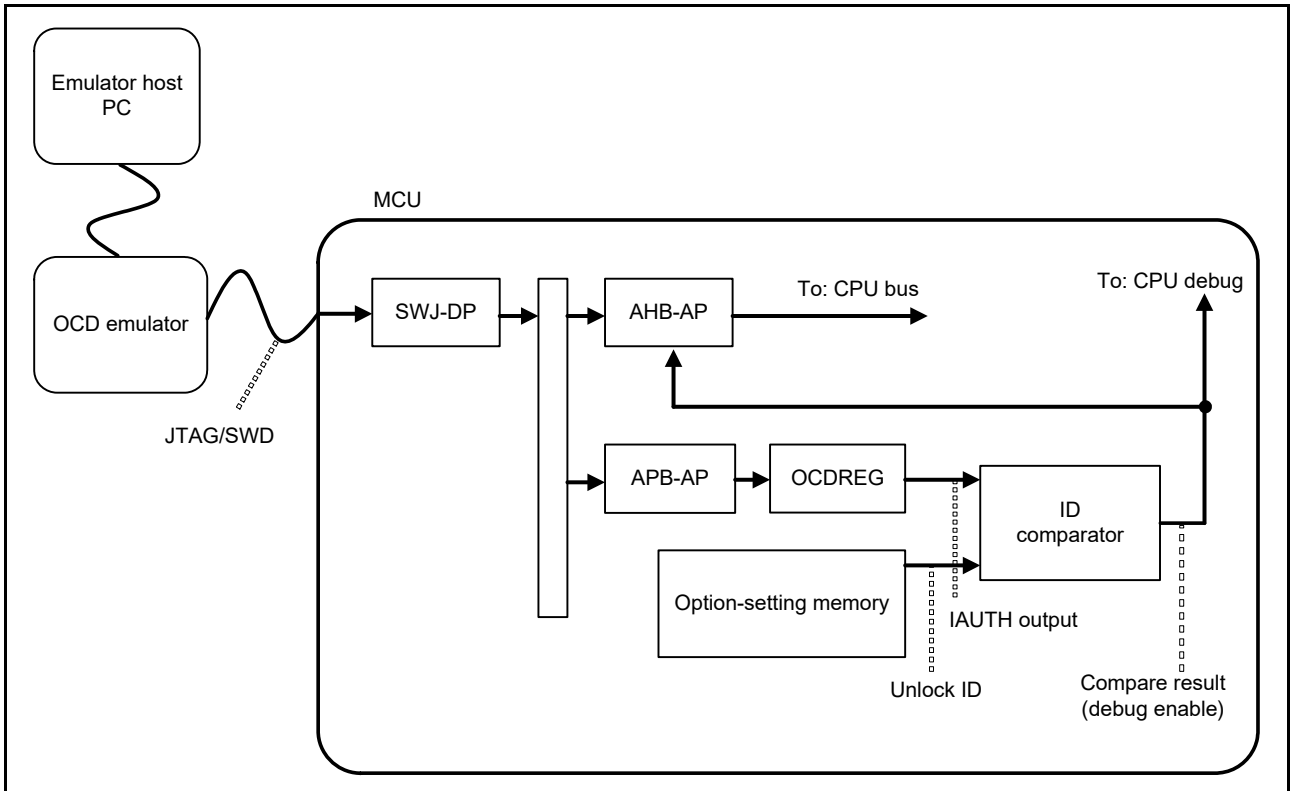 Emulator host
PC
MCU
To: CPU bus
To: CPU debug
SWJ-DP
AHB-AP
OCD emulator
JTAG/SWD
APB-AP
OCDREG
ID
comparator
Option-setting memory
IAUTH output
Unlock ID
Compare result
(debug enable)